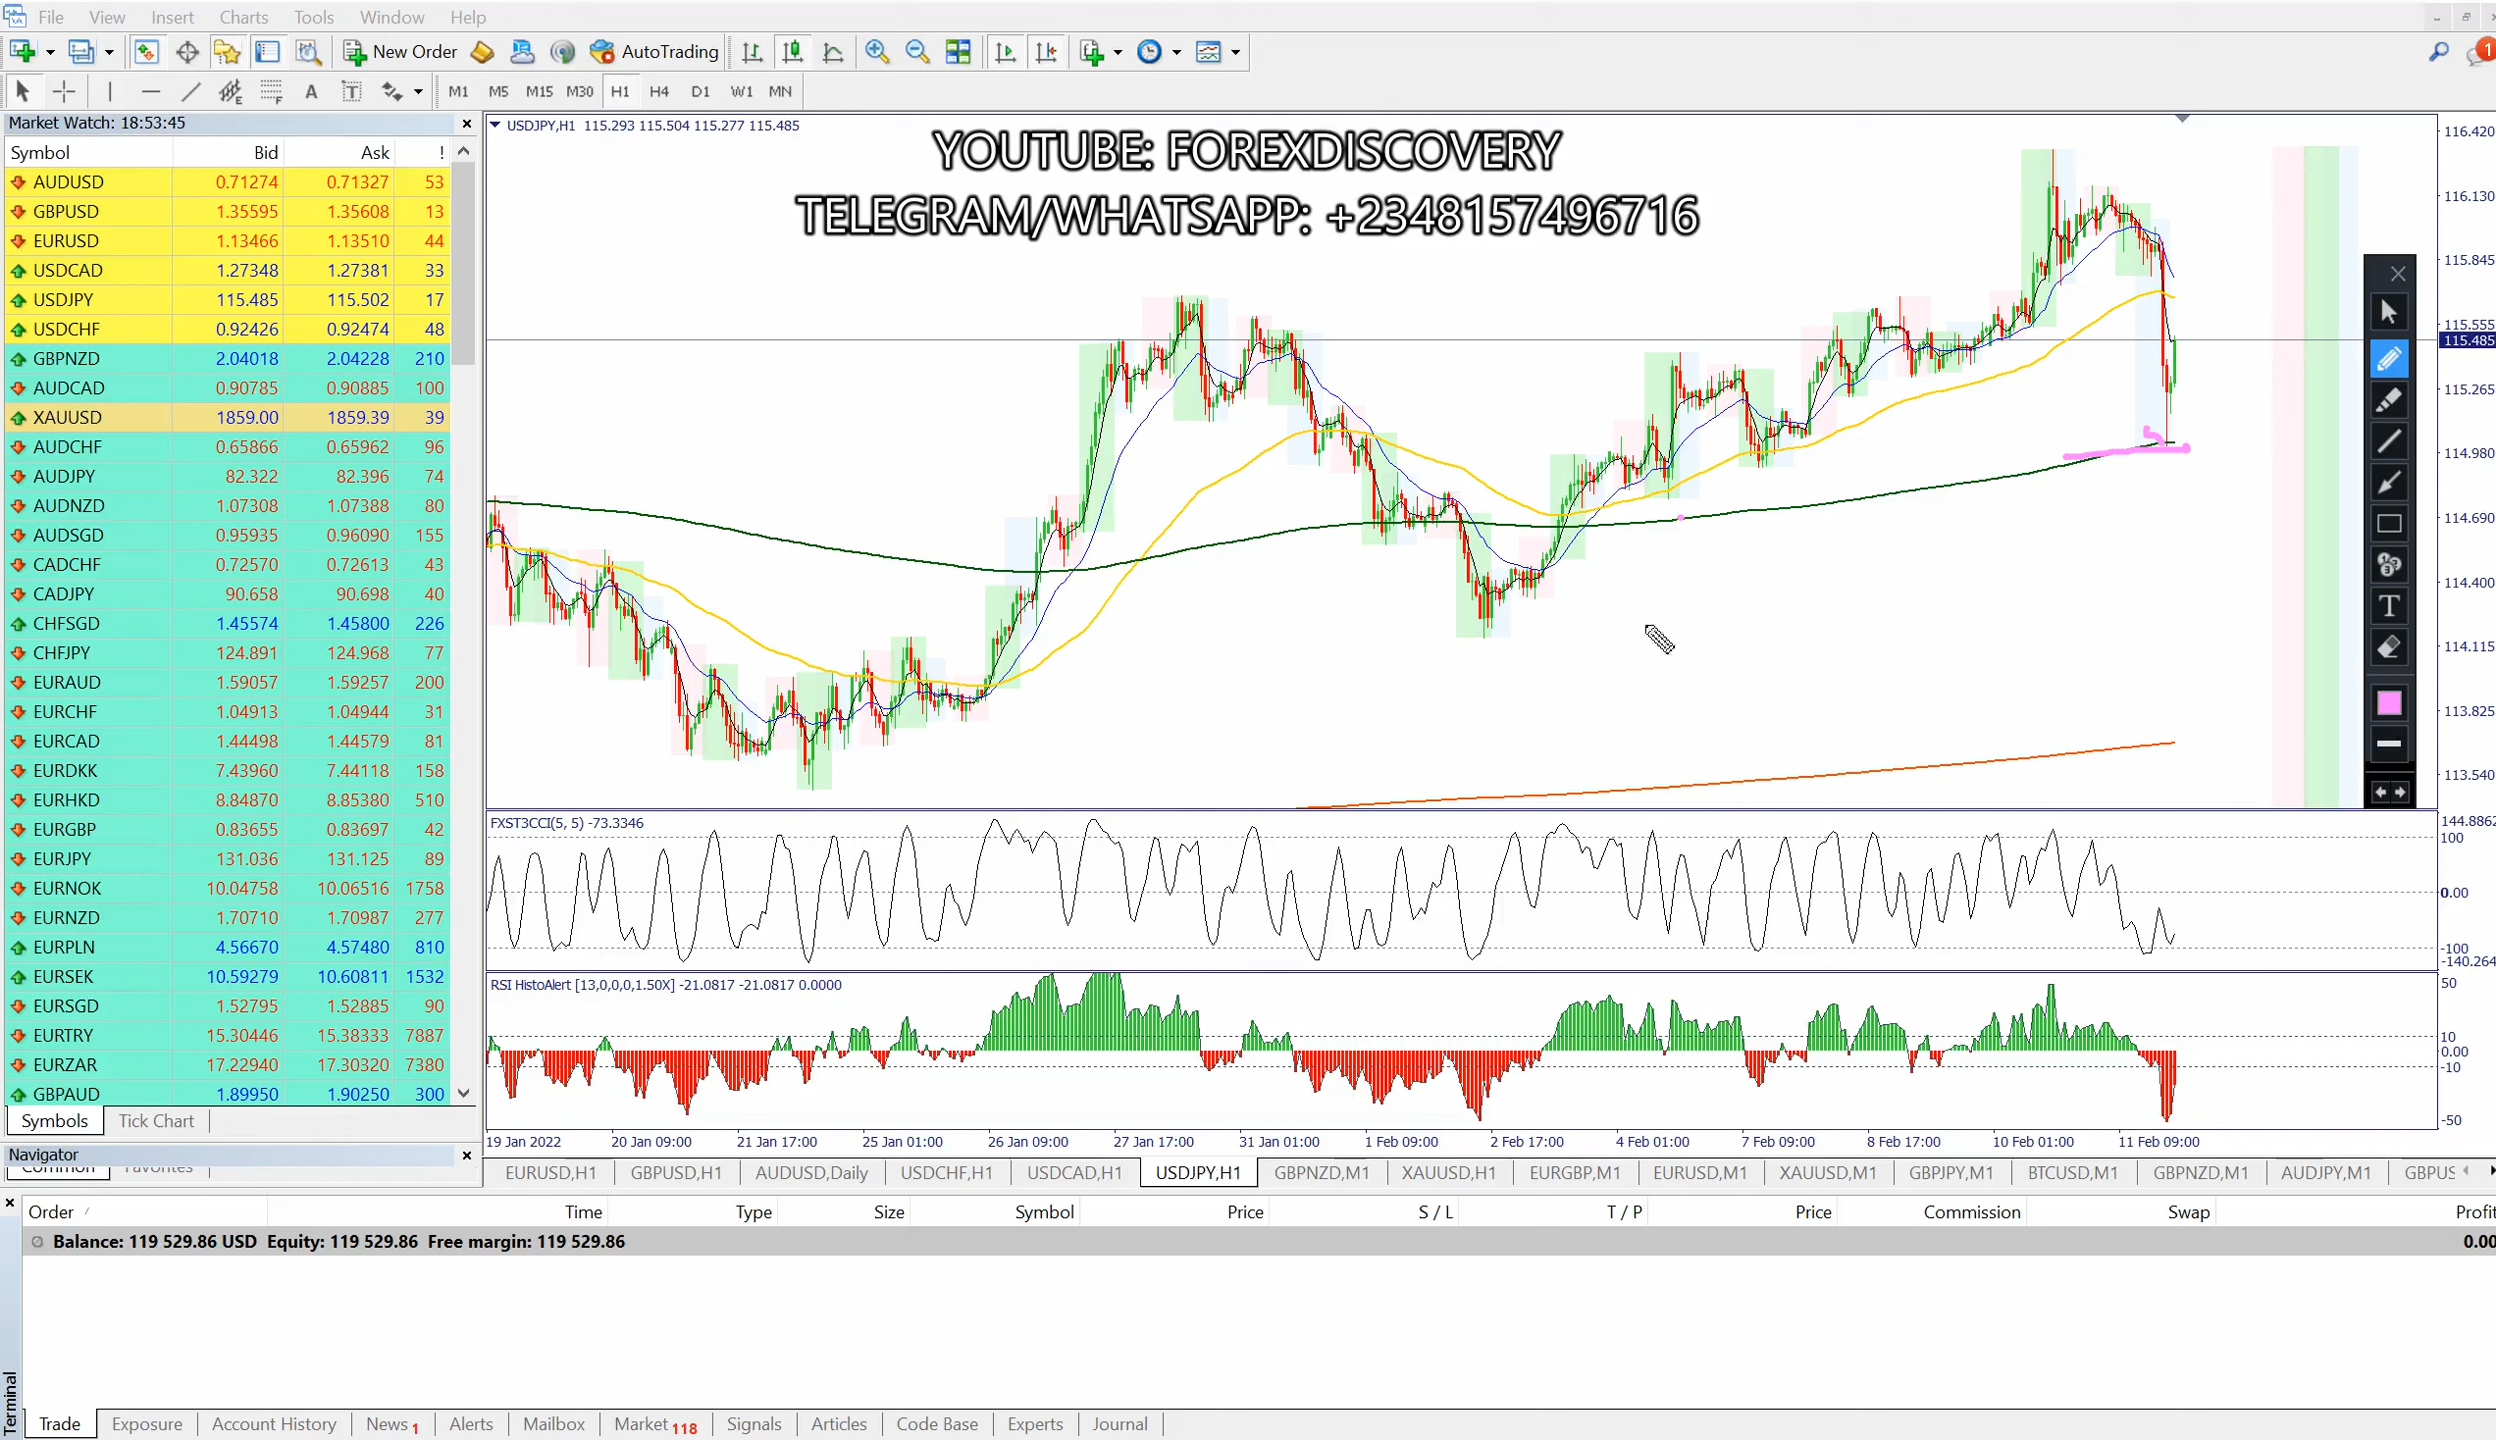 File View Insert Charts Tools Window Help
New Order AutoTrading 1
A T M1 M5 M15 M30 H1 H4 D1 W1 MN
Market Watch: 18:53:45
Symbol Bid Ask !
AUDUSD 0.71274 0.71327 53
GBPUSD 1.35595 1.35608 13
EURUSD 1.13466 1.13510 44
USDCAD 1.27348 1.27381 33
USDJPY 115.485 115.502 17
USDCHF 0.92426 0.92474 48
GBPNZD 2.04018 2.04228 210
AUDCAD 0.90785 0.90885 100
XAUUSD 1859.00 1859.39 39
AUDCHF 0.65866 0.65962 96
AUDJPY 82.322 82.396 74
AUDNZD 1.07308 1.07388 80
AUDSGD 0.95935 0.96090 155
CADCHF 0.72570 0.72613 43
CADJPY 90.658 90.698 40
CHFSGD 1.45574 1.45800 226
CHFJPY 124.891 124.968 77
EURAUD 1.59057 1.59257 200
EURCHF 1.04913 1.04944 31
EURCAD 1.44498 1.44579 81
EURDKK 7.43960 7.44118 158
EURHKD 8.84870 8.85380 510
EURGBP 0.83655 0.83697 42
EURJPY 131.036 131.125 89
EURNOK 10.04758 10.06516 1758
EURNZD 1.70710 1.70987 277
EURPLN 4.56670 4.57480 810
EURSEK 10.59279 10.60811 1532
EURSGD 1.52795 1.52885 90
EURTRY 15.30446 15.38333 7887
EURZAR 17.22940 17.30320 7380
GBPAUD 1.89950 1.90250 300
Symbols Tick Chart
Navigator
Common Favorites
USDJPY,H1 115.293 115.504 115.277 115.485
YOUTUBE: FOREXDISCOVERY
TELEGRAM/WHATSAPP: +2348157496716
116.420
116.130
115.845
115.555
115.485
115.265
114.980
114.690
114.400
114.115
113.825
113.540
T
FXST3CCI(5, 5) -73.3346
144.8862
100
0.00
-100
-140.264
RSI HistoAlert [13,0,0,0,1.50X] -21.0817 -21.0817 0.0000
50
10
0.00
-10
-50
19 Jan 2022 20 Jan 09:00 21 Jan 17:00 25 Jan 01:00 26 Jan 09:00 27 Jan 17:00 31 Jan 01:00 1 Feb 09:00 2 Feb 17:00 4 Feb 01:00 7 Feb 09:00 8 Feb 17:00 10 Feb 01:00 11 Feb 09:00
EURUSD,H1 GBPUSD,H1 AUDUSD,Daily USDCHF,H1 USDCAD,H1 USDJPY,H1 GBPNZD,M1 XAUUSD,H1 EURGBP,M1 EURUSD,M1 XAUUSD,M1 GBPJPY,M1 BTCUSD,M1 GBPNZD,M1 AUDJPY,M1 GBPUS
Order / Time Type Size Symbol Price S / L T / P Price Commission Swap Profit
Balance: 119 529.86 USD Equity: 119 529.86 Free margin: 119 529.86 0.00
Terminal
Trade Exposure Account History News 1 Alerts Mailbox Market 118 Signals Articles Code Base Experts Journal